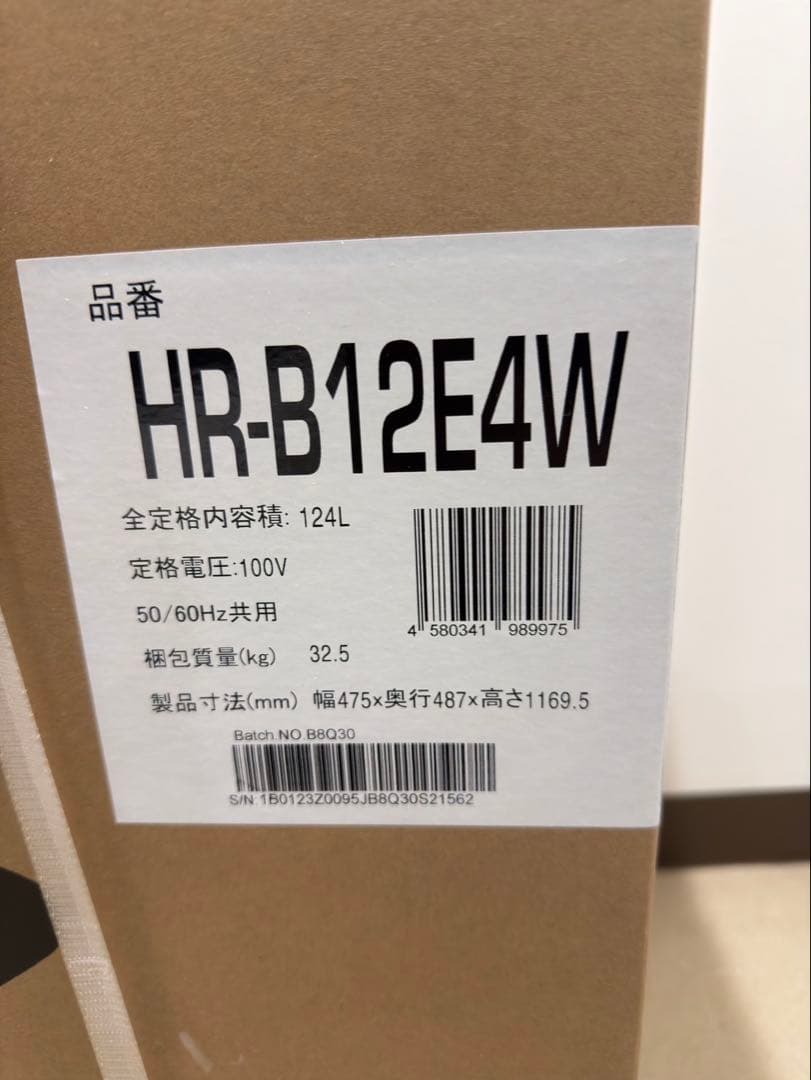 品番
HR-B12E4W
全定格内容積: 124L
定格電圧:100V
50/60Hz共用
梱包質量(kg) 32.5
製品寸法(mm) 幅475×奥行487×高さ1169.5
4 580341 989975
Batch.NO.B8Q30
S/N:1B0123Z0095JB8Q30S21562